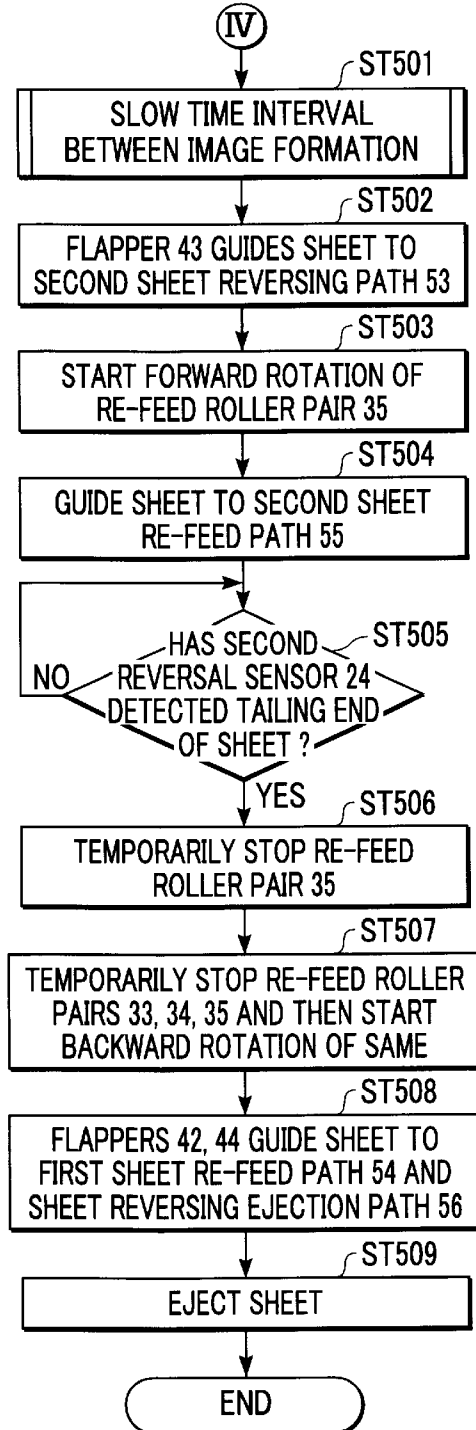 IV
ST501
SLOW TIME INTERVAL
BETWEEN IMAGE FORMATION
ST502
FLAPPER 43 GUIDES SHEET TO
SECOND SHEET REVERSING PATH 53
ST503
START FORWARD ROTATION OF
RE-FEED ROLLER PAIR 35
ST504
GUIDE SHEET TO SECOND SHEET
RE-FEED PATH 55
ST505
HAS SECOND
REVERSAL SENSOR 24
DETECTED TAILING END
OF SHEET ?
NO
YES
ST506
TEMPORARILY STOP RE-FEED
ROLLER PAIR 35
ST507
TEMPORARILY STOP RE-FEED ROLLER
PAIRS 33, 34, 35 AND THEN START
BACKWARD ROTATION OF SAME
ST508
FLAPPERS 42, 44 GUIDE SHEET TO
FIRST SHEET RE-FEED PATH 54 AND
SHEET REVERSING EJECTION PATH 56
ST509
EJECT SHEET
END